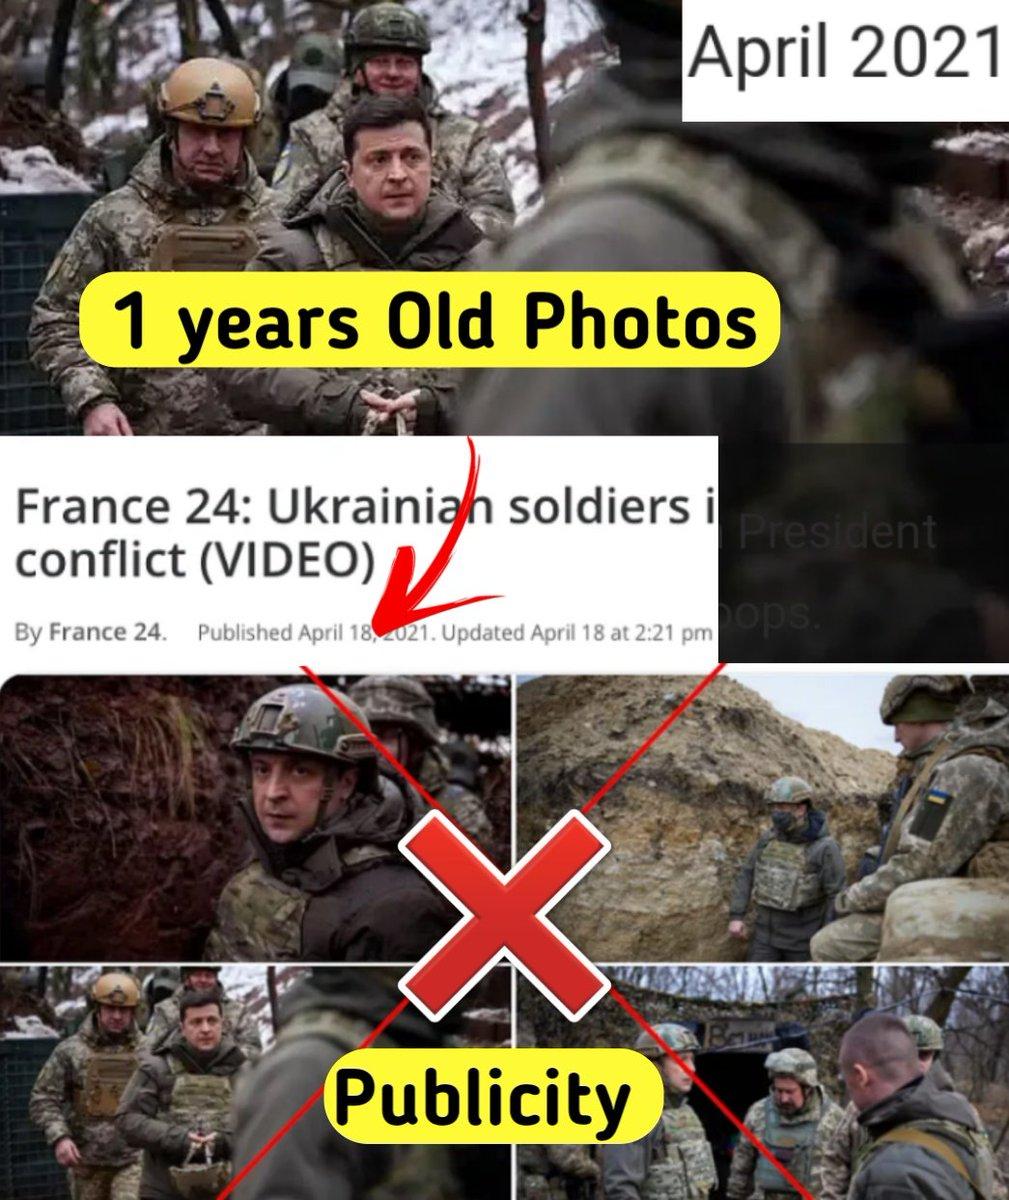 April 2021
1 years Old Photos
France 24: Ukrainian soldiers i
President
conflict (VIDEO)
oops.
By France 24. Published April 18, 2021. Updated April 18 at 2:21 pm
Publicity